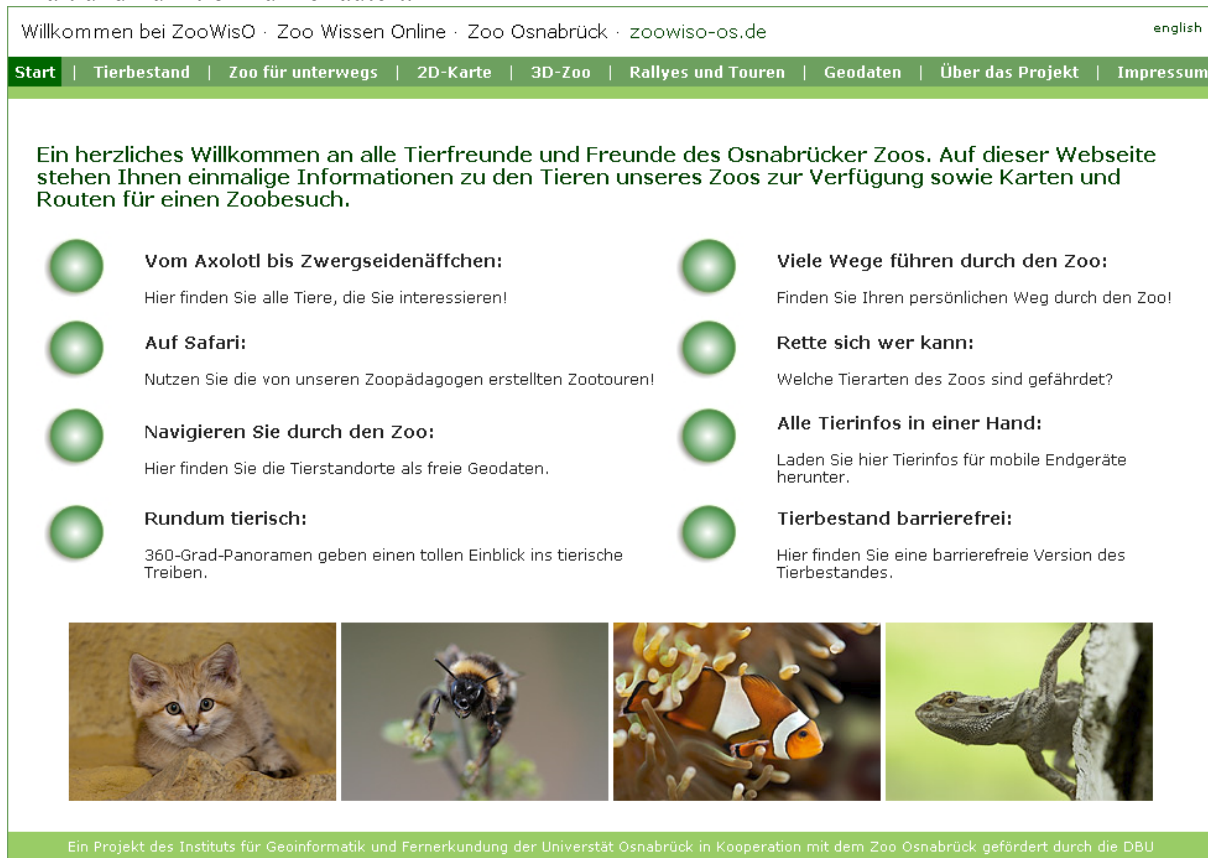 Willkommen bei ZooWisO · Zoo Wissen Online · Zoo Osnabrück · zoowiso-os.de
english
Start | Tierbestand | Zoo für unterwegs | 2D-Karte | 3D-Zoo | Rallyes und Touren | Geodaten | Über das Projekt | Impressum
Ein herzliches Willkommen an alle Tierfreunde und Freunde des Osnabrücker Zoos. Auf dieser Webseite
stehen Ihnen einmalige Informationen zu den Tieren unseres Zoos zur Verfügung sowie Karten und
Routen für einen Zoobesuch.
Vom Axolotl bis Zwergseidenäffchen:
Hier finden Sie alle Tiere, die Sie interessieren!
Auf Safari:
Nutzen Sie die von unseren Zoopädagogen erstellten Zootouren!
Navigieren Sie durch den Zoo:
Hier finden Sie die Tierstandorte als freie Geodaten.
Rundum tierisch:
360-Grad-Panoramen geben einen tollen Einblick ins tierische
Treiben.
Viele Wege führen durch den Zoo:
Finden Sie Ihren persönlichen Weg durch den Zoo!
Rette sich wer kann:
Welche Tierarten des Zoos sind gefährdet?
Alle Tierinfos in einer Hand:
Laden Sie hier Tierinfos für mobile Endgeräte
herunter.
Tierbestand barrierefrei:
Hier finden Sie eine barrierefreie Version des
Tierbestandes.
Ein Projekt des Instituts für Geoinformatik und Fernerkundung der Universtät Osnabrück in Kooperation mit dem Zoo Osnabrück gefördert durch die DBU